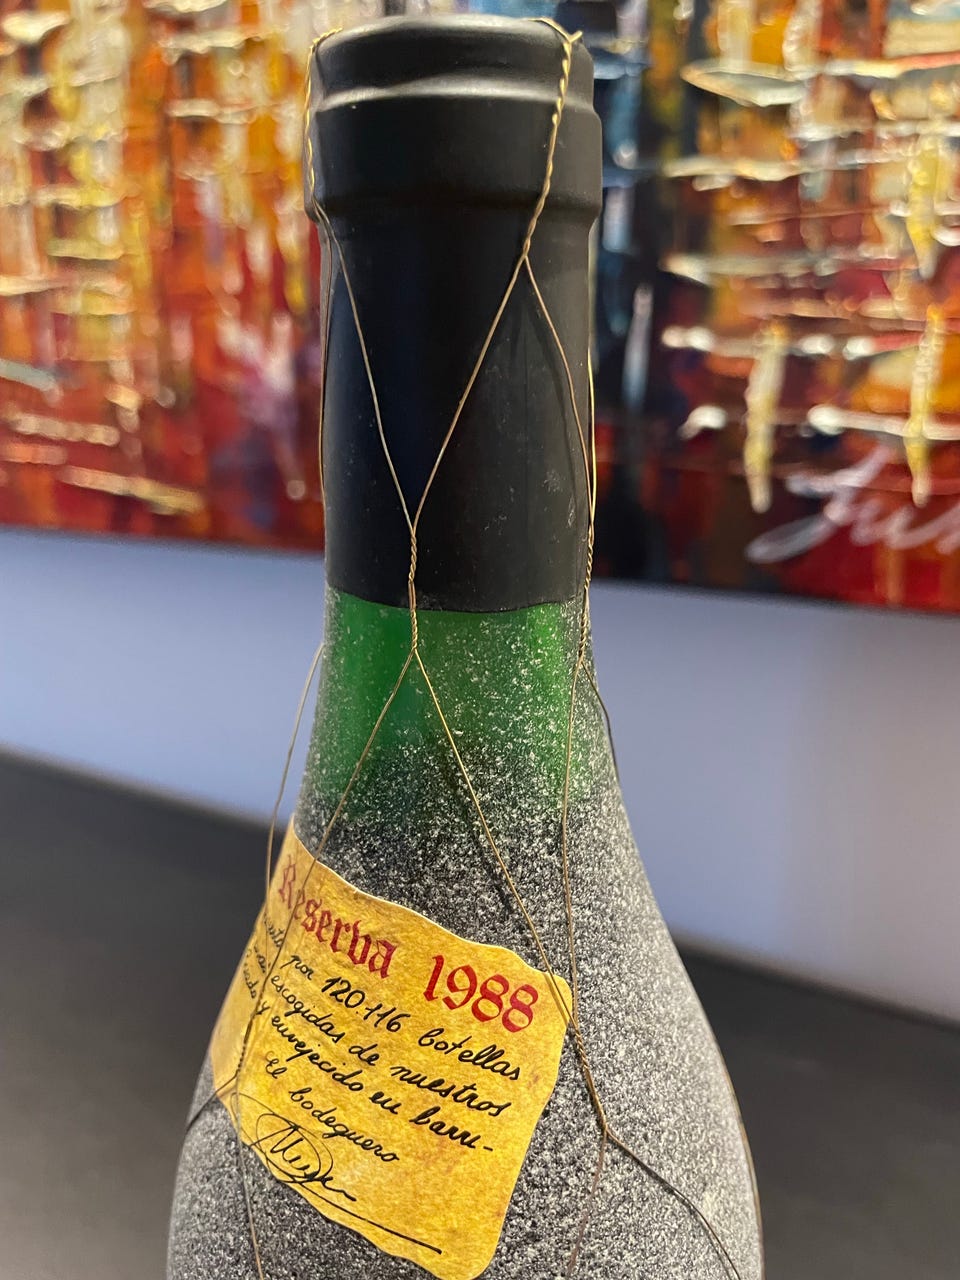 Reserva 1988
por 120.116 botellas
escogidas de nuestros
y envejecido en barri-
El bodeguero